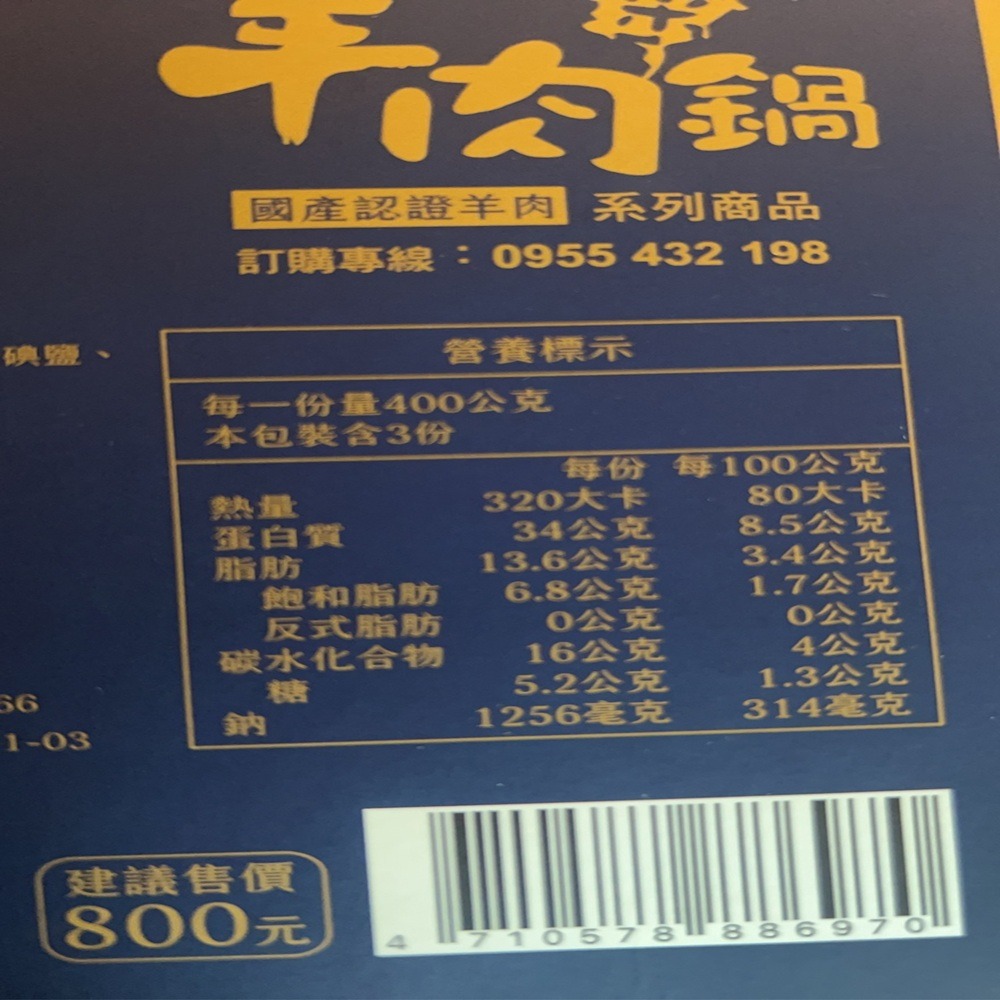 羊肉鍋
國產認證羊肉 系列商品
訂購專線：0955 432 198
碘鹽、
營養標示
每一份量400公克
本包裝含3份
每份 每100公克
熱量 320大卡 80大卡
蛋白質 34公克 8.5公克
脂肪 13.6公克 3.4公克
飽和脂肪 6.8公克 1.7公克
反式脂肪 0公克 0公克
碳水化合物 16公克 4公克
糖 5.2公克 1.3公克
鈉 1256毫克 314毫克
66
1-03
建議售價
800元
4 710578 886970